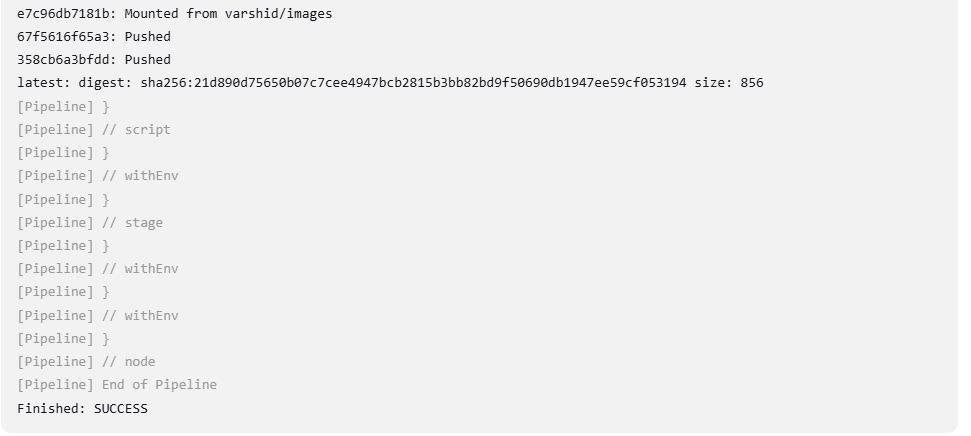 e7c96db7181b: Mounted from varshid/images
67f5616f65a3: Pushed
358cb6a3bfdd: Pushed
latest: digest: sha256:21d890d75650b07c7cee4947bcb2815b3bb82bd9f50690db1947ee59cf053194 size: 856
[Pipeline] }
[Pipeline] // script
[Pipeline] }
[Pipeline] // withEnv
[Pipeline] }
[Pipeline] // stage
[Pipeline] }
[Pipeline] // withEnv
[Pipeline] }
[Pipeline] // withEnv
[Pipeline] }
[Pipeline] // node
[Pipeline] End of Pipeline
Finished: SUCCESS